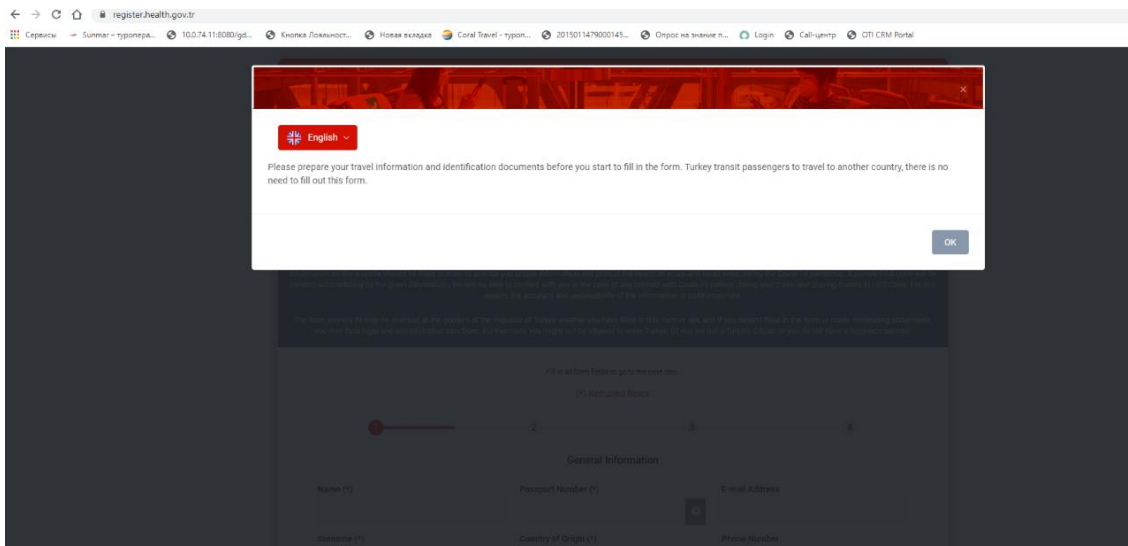 register.health.gov.tr
Сервисы Sunmar – туропера... 10.0.74.11:8080/gd... Кнопка Лояльност... Новая вкладка Coral Travel - туроп... 2015011479000145... Опрос на знание п... Login Call-центр OTI CRM Portal
×
English
Please prepare your travel information and identification documents before you start to fill in the form. Turkey transit passengers to travel to another country, there is no
need to fill out this form.
OK
Fill in all form fields to go to the next step
(*) Required fields
1 2 3 4
General Information
Name (*) Passport Number (*) E-mail Address
Surname (*) Country of Origin (*) Phone Number